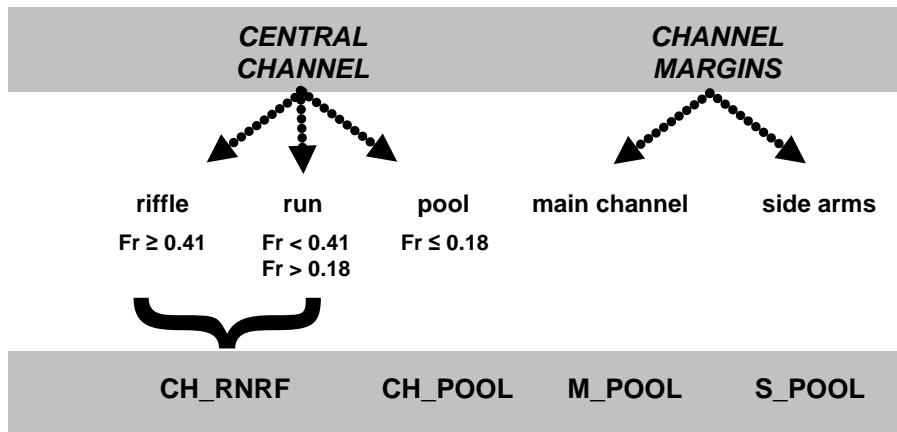 CENTRAL
CHANNEL
CHANNEL
MARGINS
riffle run pool main channel side arms
Fr ≥ 0.41 Fr < 0.41 Fr ≤ 0.18
Fr > 0.18
CH_RNRF CH_POOL M_POOL S_POOL